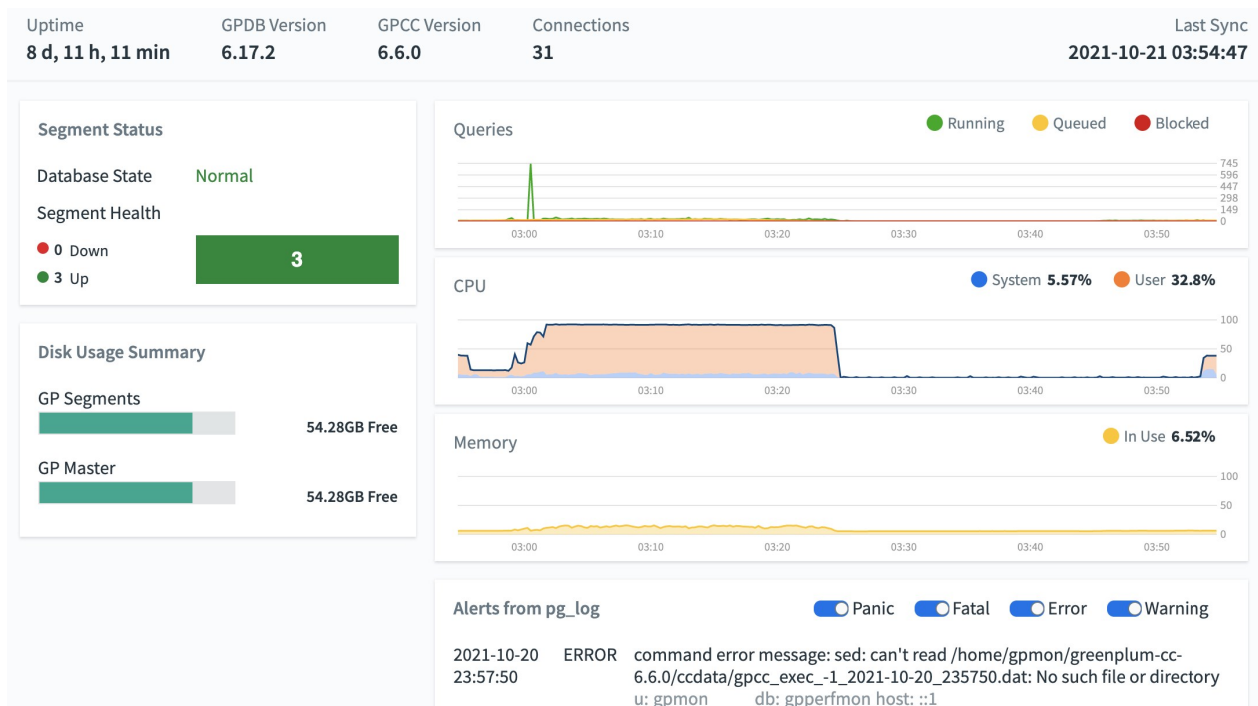 Uptime GPDB Version GPCC Version Connections Last Sync
8 d, 11 h, 11 min 6.17.2 6.6.0 31 2021-10-21 03:54:47
Segment Status
Database State Normal
Segment Health
0 Down
3 Up
3
Disk Usage Summary
GP Segments
54.28GB Free
GP Master
54.28GB Free
Queries Running Queued Blocked
745
596
447
298
149
0
03:00 03:10 03:20 03:30 03:40 03:50
CPU System 5.57% User 32.8%
100
50
0
03:00 03:10 03:20 03:30 03:40 03:50
Memory In Use 6.52%
100
50
0
03:00 03:10 03:20 03:30 03:40 03:50
Alerts from pg_log Panic Fatal Error Warning
2021-10-20 ERROR command error message: sed: can't read /home/gpmon/greenplum-cc-
23:57:50 6.6.0/ccdata/gpcc_exec_-1_2021-10-20_235750.dat: No such file or directory
u: gpmon db: gpperfmon host: ::1